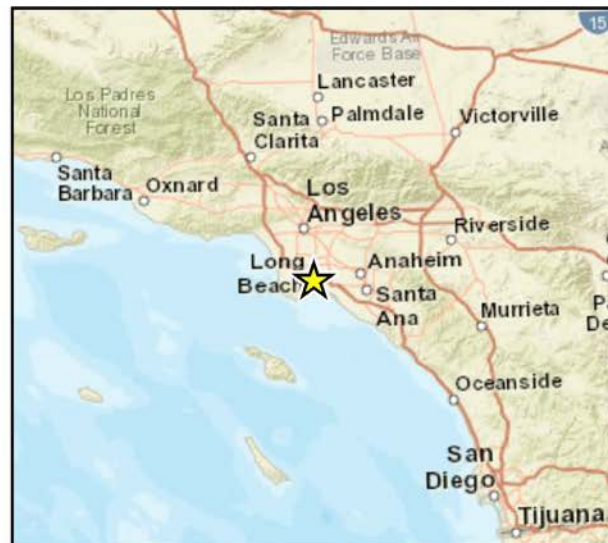 15
Edwards Air
Force Base
Lancaster
Los Padres
National
Forest
Santa
Clarita
Palmdale
Victorville
Santa
Barbara
Oxnard
Los
Angeles
Riverside
Long
Beach
Anaheim
Santa
Ana
Murrieta
Oceanside
San
Diego
Tijuana